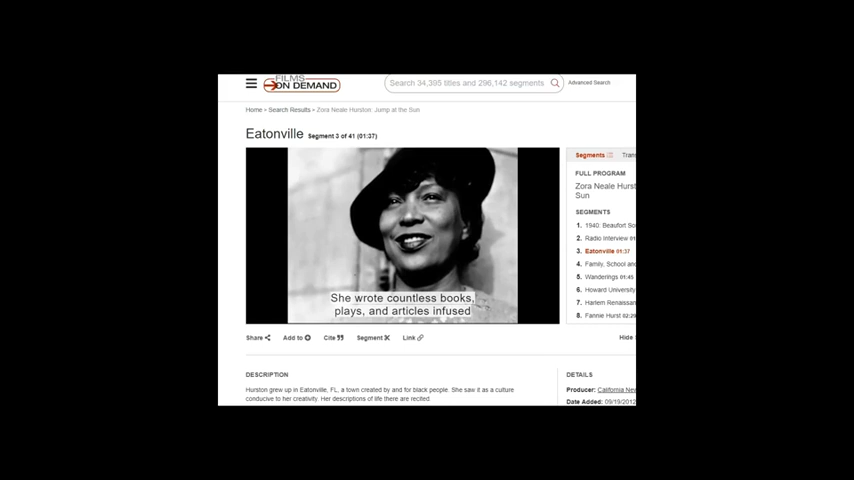 FILMS
ON DEMAND
Search 34,395 titles and 296,142 segments
Advanced Search
Home » Search Results » Zora Neale Hurston: Jump at the Sun
Eatonville Segment 3 of 41 (01:37)
She wrote countless books,
plays, and articles infused
Share
Add to
Cite
Segment
Link
DESCRIPTION
Hurston grew up in Eatonville, FL, a town created by and for black people. She saw it as a culture
conducive to her creativity. Her descriptions of life there are recited
Segments
FULL PROGRAM
Zora Neale Hurst
Sun
SEGMENTS
1. 1940: Beaufort So
2. Radio Interview
3. Eatonville 01:37
4. Family, School an
5. Wanderings 01:45
6. Howard University
7. Harlem Renaissan
8. Fannie Hurst 02:29
Hide
DETAILS
Producer: California New
Date Added: 09/19/2012